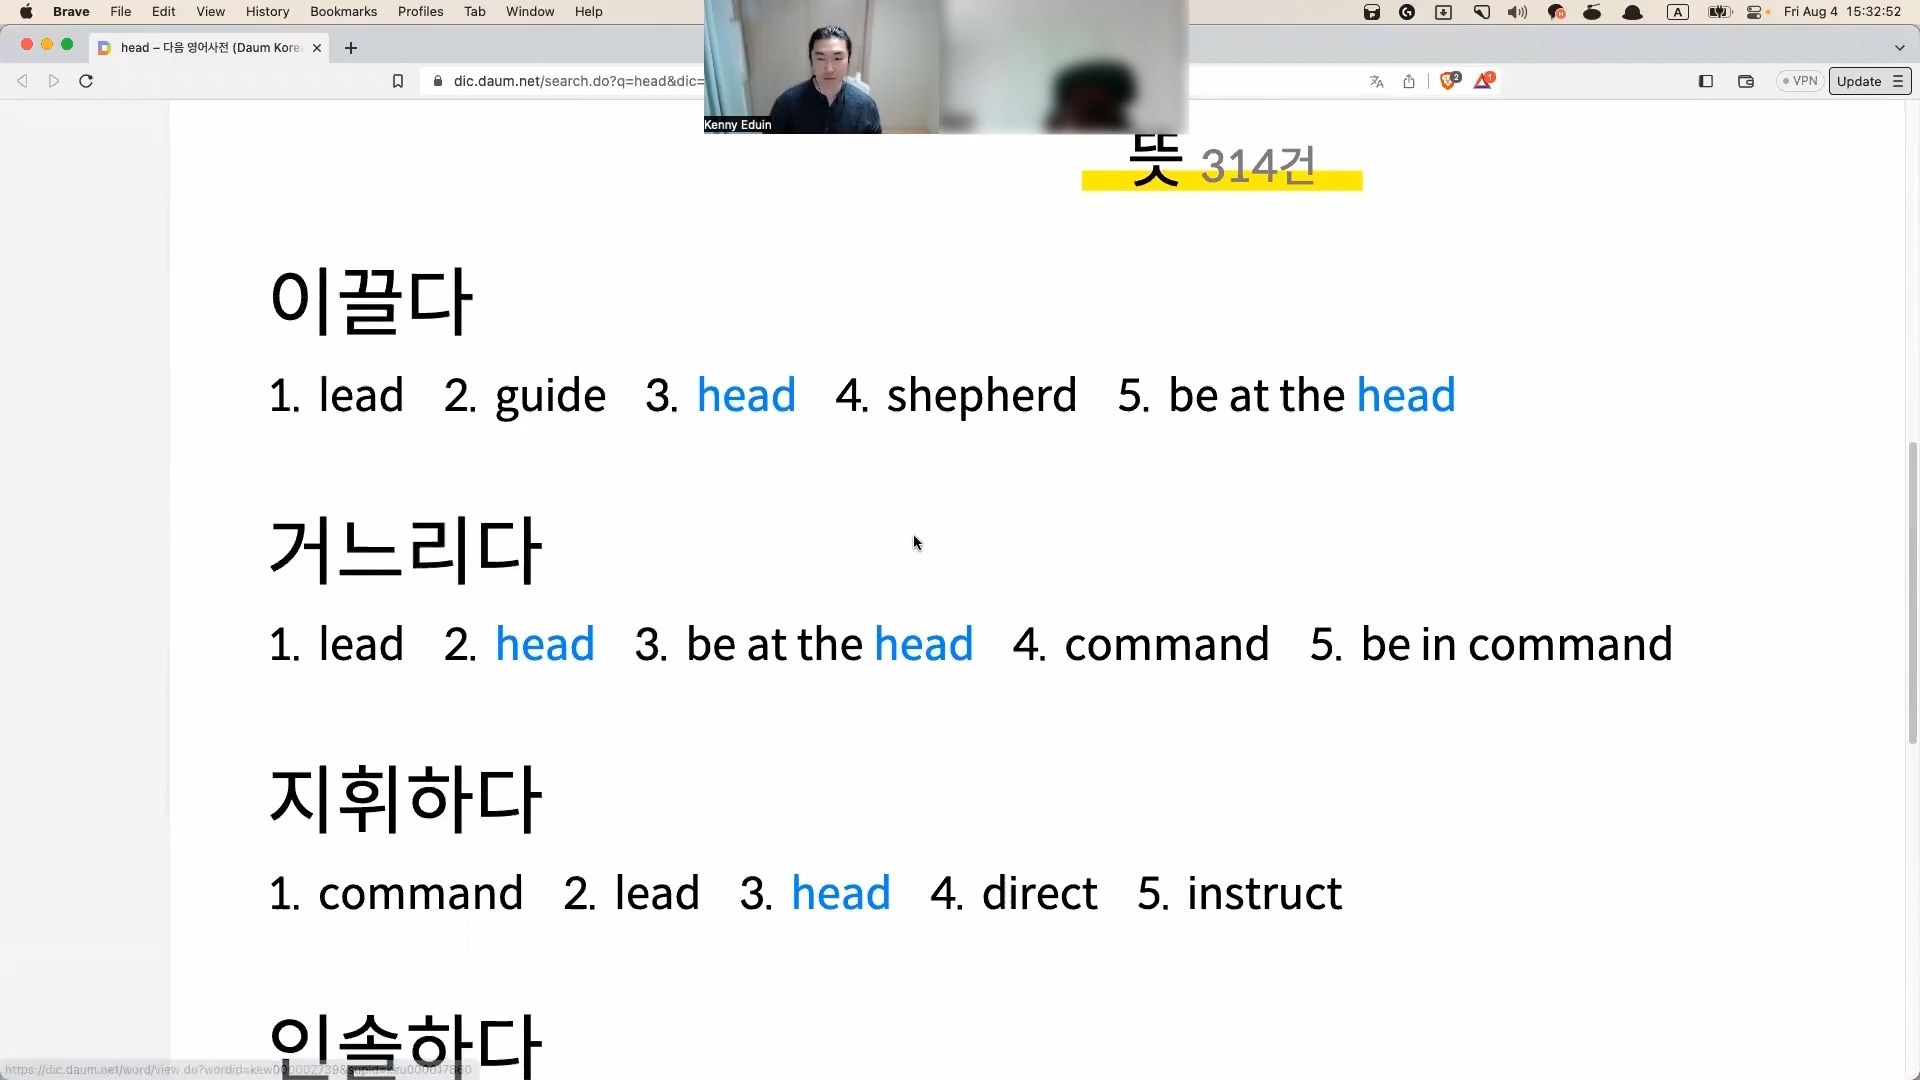 Brave File Edit View History Bookmarks Profiles Tab Window Help
A Fri Aug 4 15:32:52
head – 다음 영어사전 (Daum Kore
dic.daum.net/search.do?q=head&dic=
2 1 VPN Update
Kenny Eduin
뜻 314건
이끌다
1. lead 2. guide 3. head 4. shepherd 5. be at the head
거느리다
1. lead 2. head 3. be at the head 4. command 5. be in command
지휘하다
1. command 2. lead 3. head 4. direct 5. instruct
인솔하다